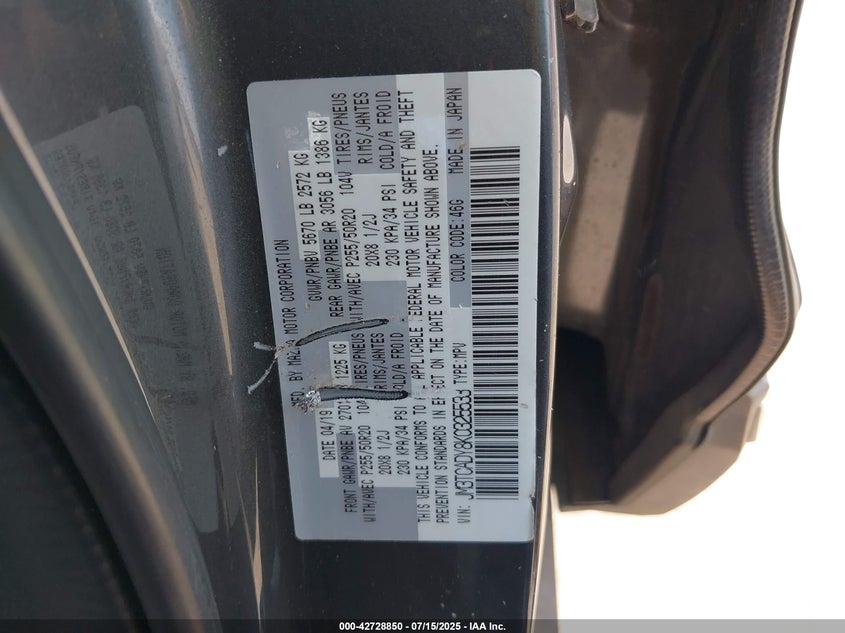 MFD. BY MAZDA MOTOR CORPORATION
DATE 04/19 GVWR/PNBV 5670 LB 2572 KG
FRONT GAWR/PNBE AV 2701 1225 KG REAR GAWR/PNBE AR 3056 LB 1386 KG
WITH/AVEC P255/50R20 104 TIRES/PNEUS WITH/AVEC P255/50R20 104V TIRES/PNEUS
20X8 1/2J RIMS/JANTES 20X8 1/2J RIMS/JANTES
230 KPA/34 PSI COLD/A FROID 230 KPA/34 PSI COLD/A FROID
THIS VEHICLE CONFORMS TO APPLICABLE FEDERAL MOTOR VEHICLE SAFETY AND THEFT
PREVENTION STANDARDS IN EFFECT ON THE DATE OF MANUFACTURE SHOWN ABOVE.
COLOR CODE:46G MADE IN JAPAN
VIN: JM3TCADY8K0325533 TYPE:MPV
000-42728850 - 07/15/2025 - IAA Inc.